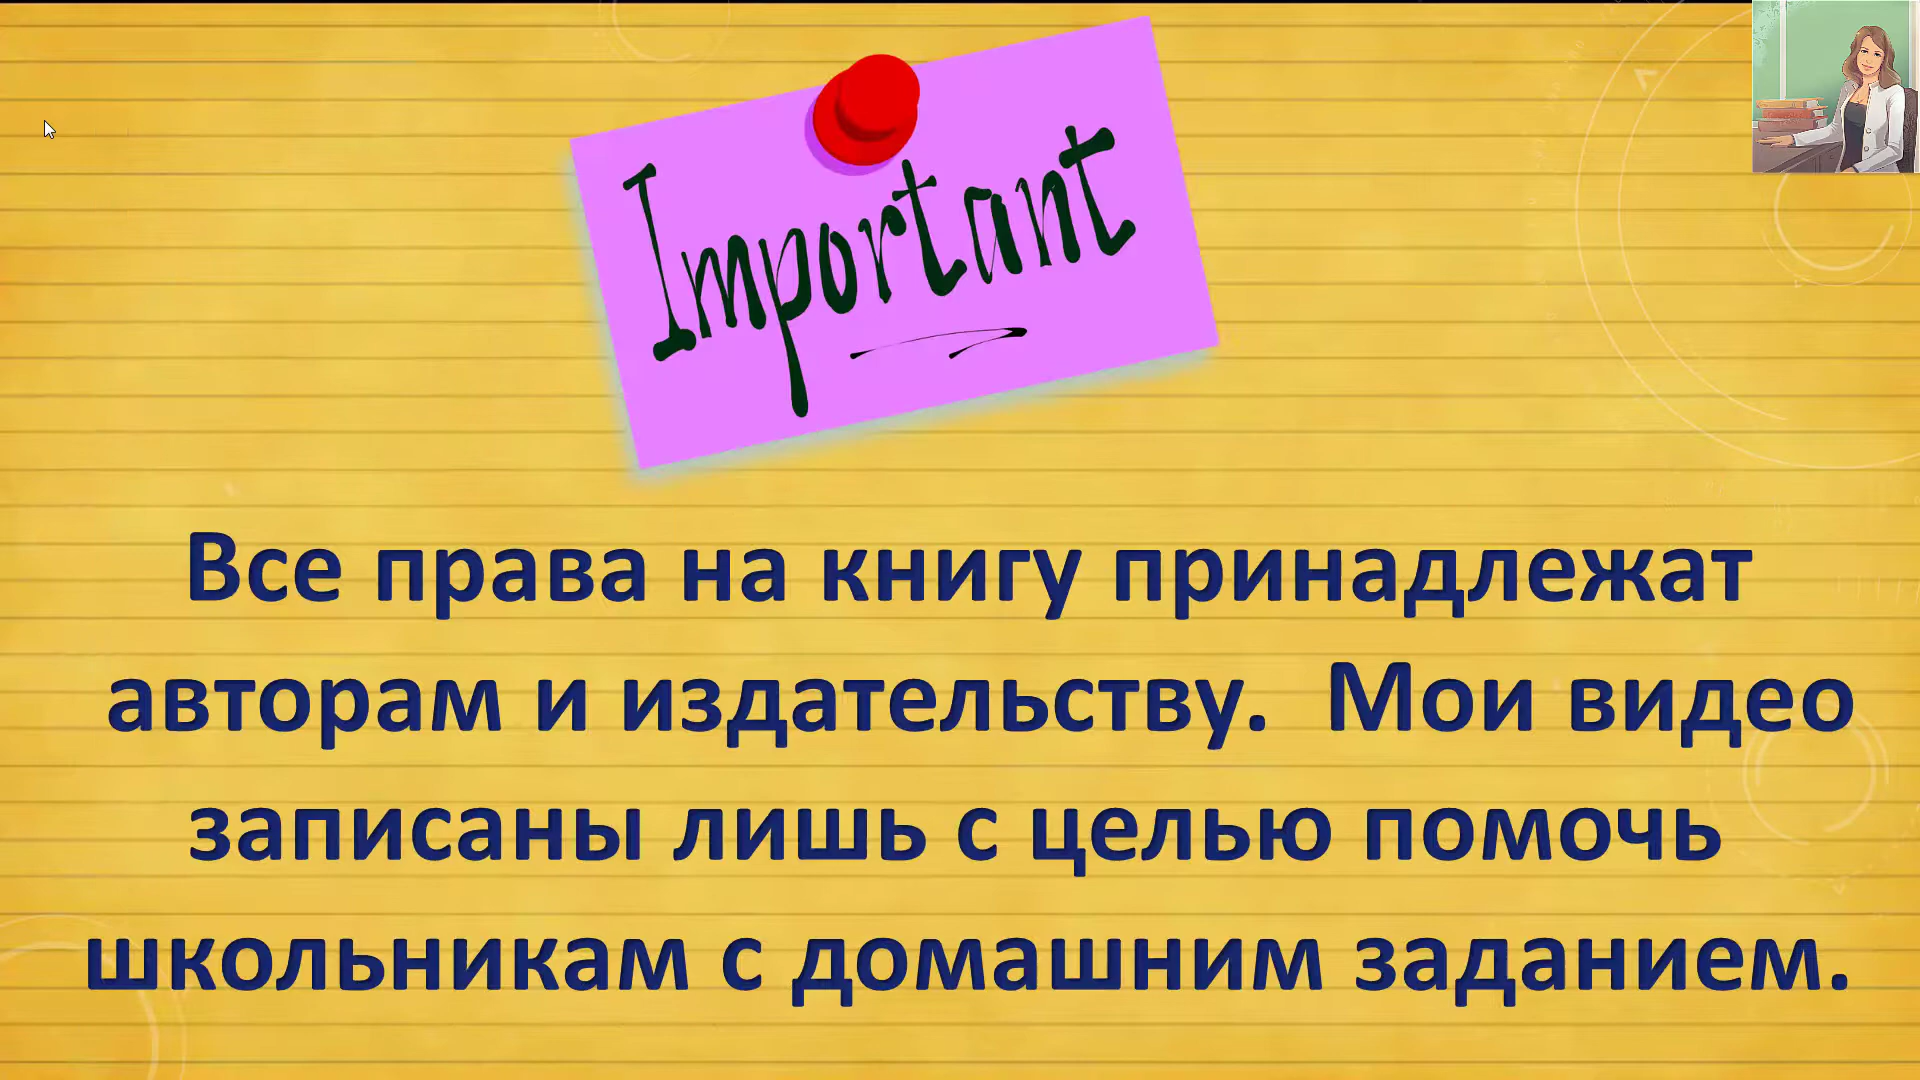 Important
Все права на книгу принадлежат
авторам и издательству. Мои видео
записаны лишь с целью помочь
школьникам с домашним заданием.